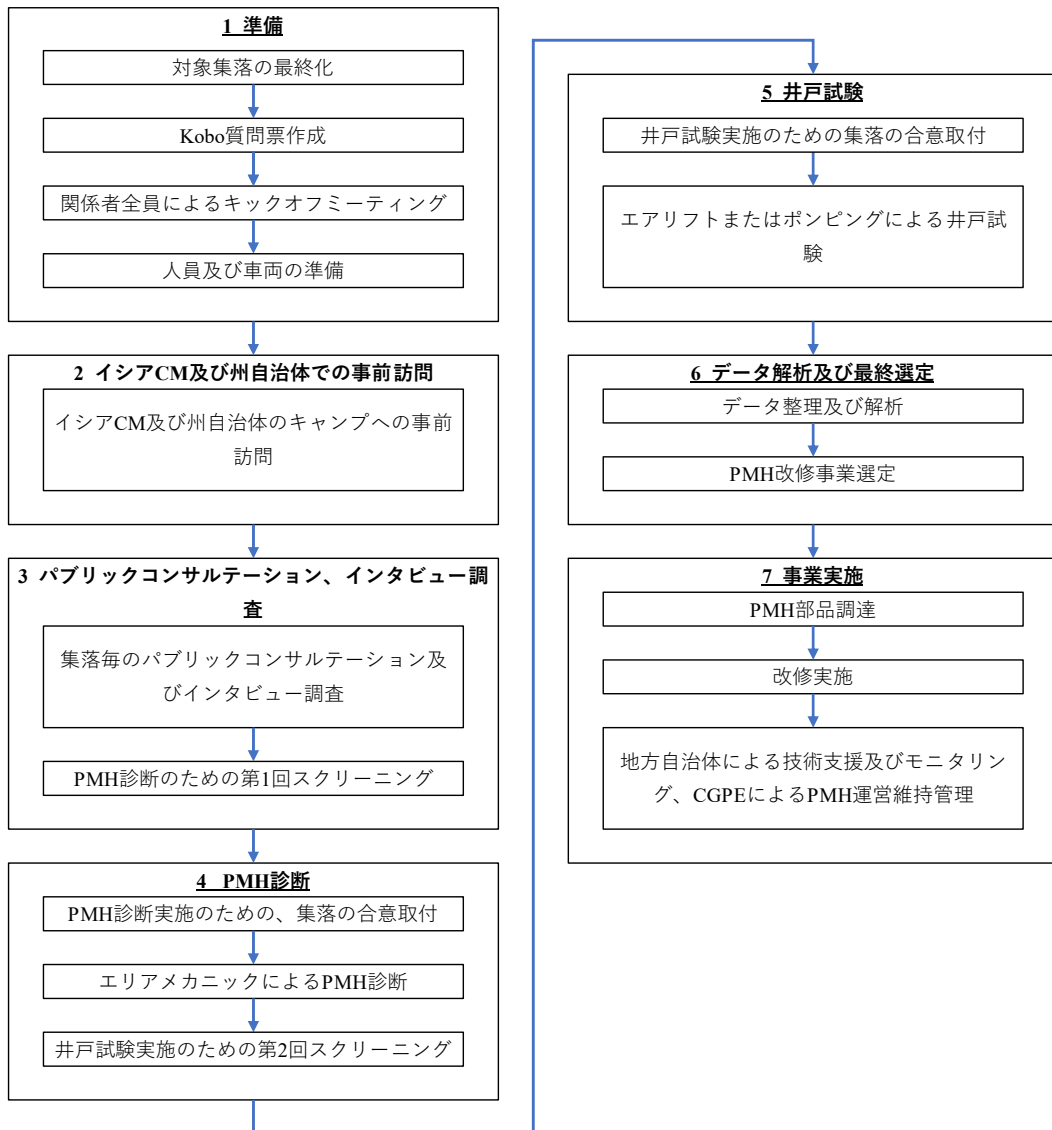 1 準備
対象集落の最終化
Kobo質問票作成
関係者全員によるキックオフミーティング
人員及び車両の準備
2 イシアCM及び州自治体での事前訪問
イシアCM及び州自治体のキャンプへの事前
訪問
3 パブリックコンサルテーション、インタビュー調
査
集落毎のパブリックコンサルテーション及
びインタビュー調査
PMH診断のための第1回スクリーニング
4 PMH診断
PMH診断実施のための、集落の合意取付
エリアメカニックによるPMH診断
井戸試験実施のための第2回スクリーニング
5 井戸試験
井戸試験実施のための集落の合意取付
エアリフトまたはポンピングによる井戸試
験
6 データ解析及び最終選定
データ整理及び解析
PMH改修事業選定
7 事業実施
PMH部品調達
改修実施
地方自治体による技術支援及びモニタリン
グ、CGPEによるPMH運営維持管理